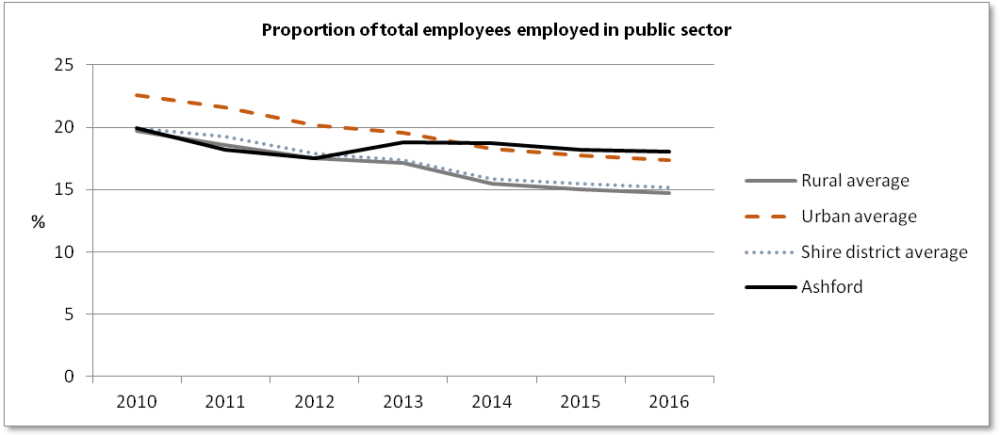 Proportion of total employees employed in public sector
25
20
15
10
5
0
%
2010 2011 2012 2013 2014 2015 2016
Rural average
Urban average
Shire district average
Ashford